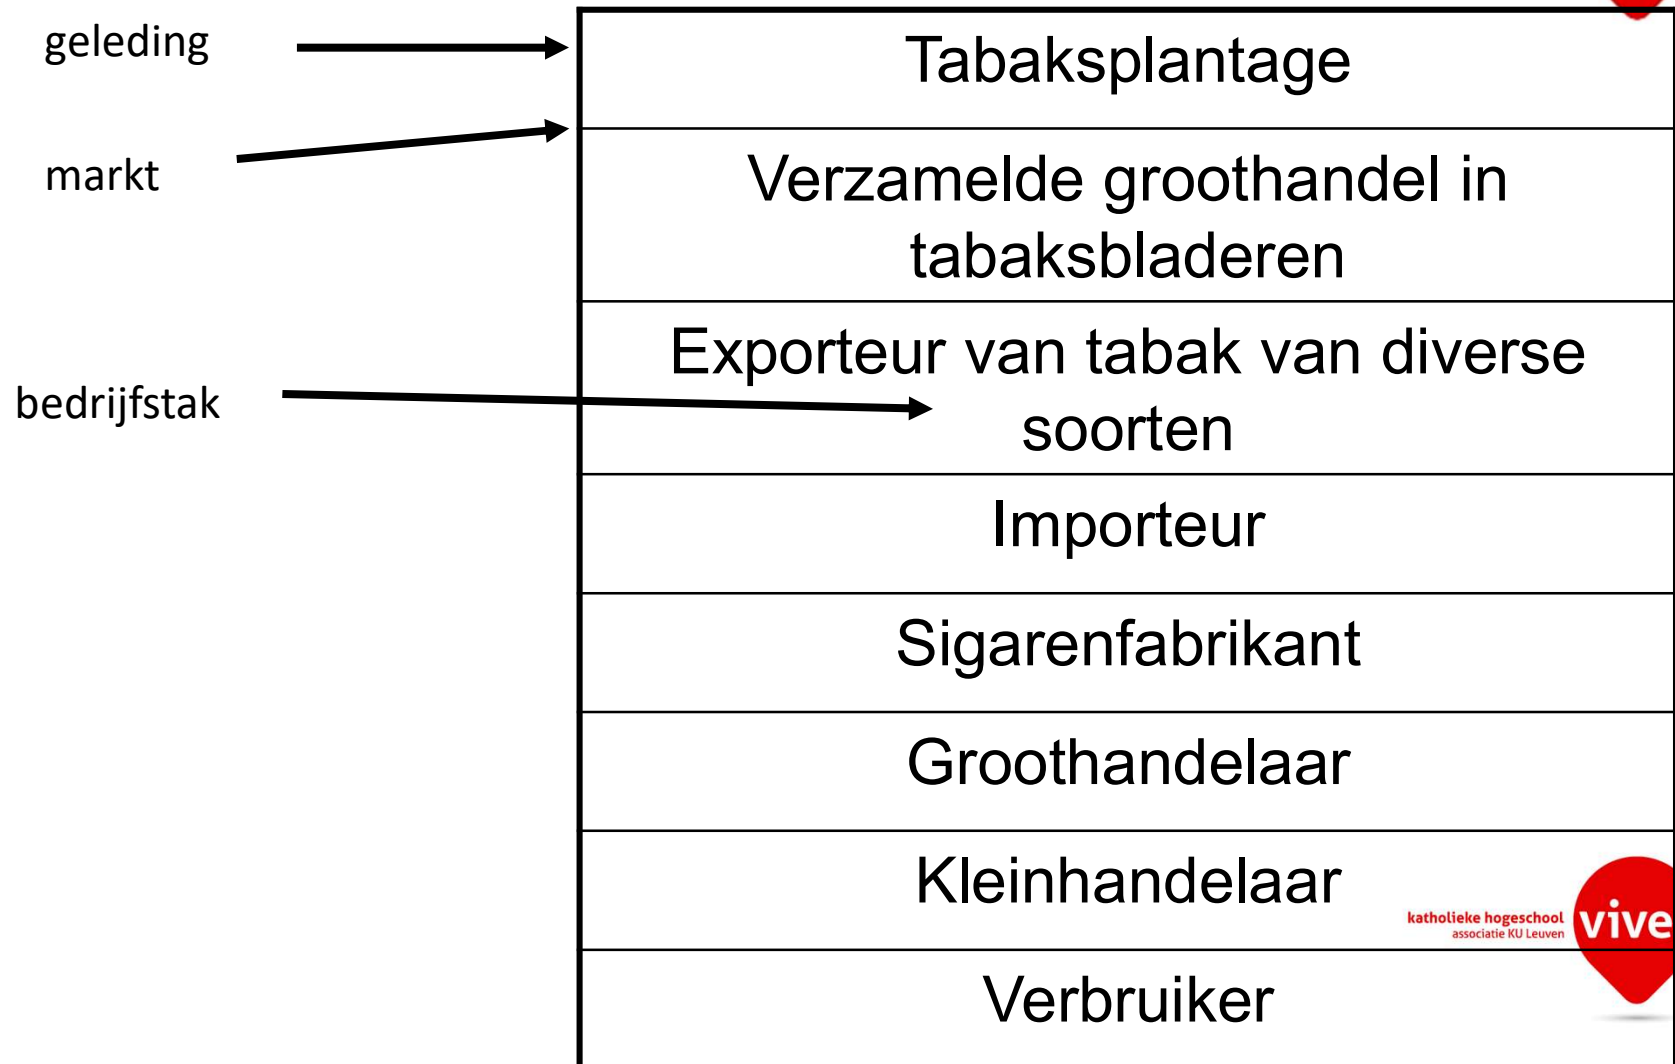 geleding
Tabaksplantage
markt
Verzamelde groothandel in
tabaksbladeren
bedrijfstak
Exporteur van tabak van diverse
soorten
Importeur
Sigarenfabrikant
Groothandelaar
Kleinhandelaar
katholieke hogeschool
associatie KU Leuven
vive
Verbruiker